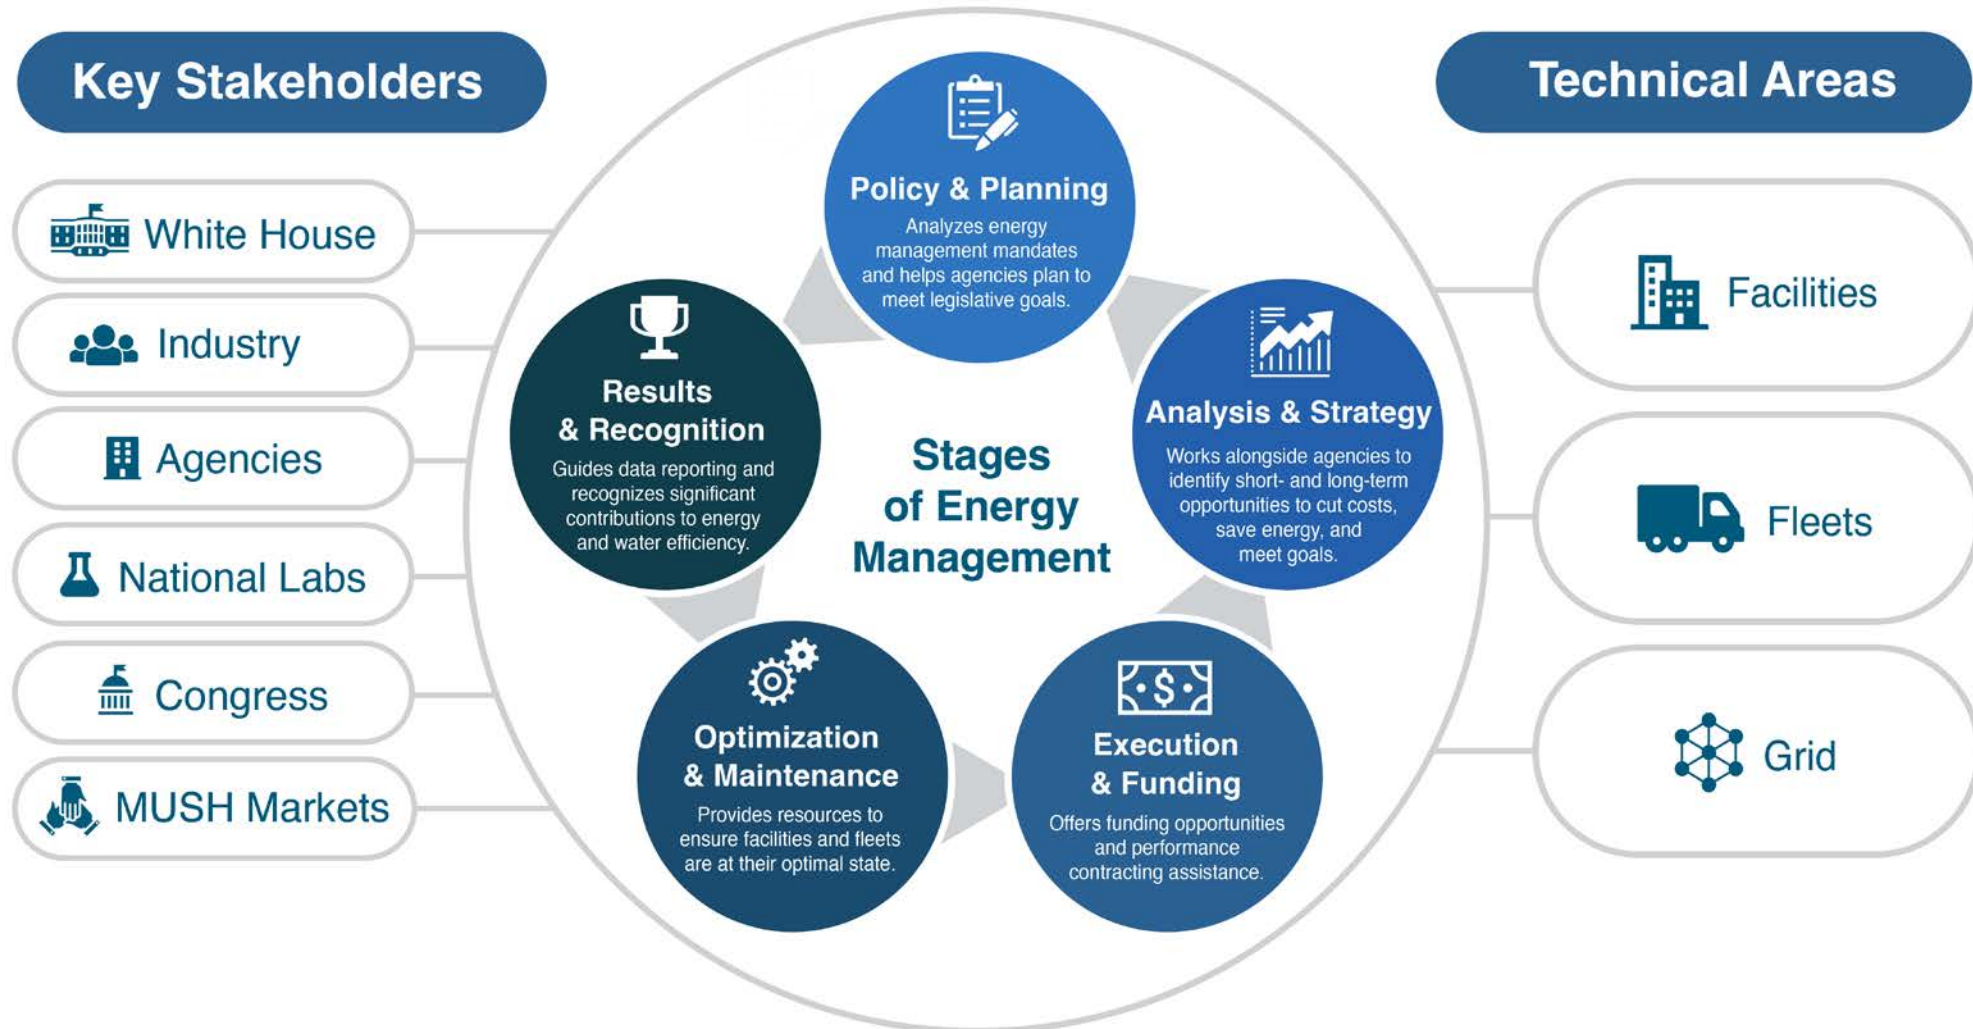 Key Stakeholders
White House
Industry
Agencies
National Labs
Congress
MUSH Markets
Policy & Planning
Analyzes energy
management mandates
and helps agencies plan to
meet legislative goals.
Analysis & Strategy
Works alongside agencies to
identify short- and long-term
opportunities to cut costs,
save energy, and
meet goals.
Execution
& Funding
Offers funding opportunities
and performance
contracting assistance.
Optimization
& Maintenance
Provides resources to
ensure facilities and fleets
are at their optimal state.
Results
& Recognition
Guides data reporting and
recognizes significant
contributions to energy
and water efficiency.
Stages
of Energy
Management
Technical Areas
Facilities
Fleets
Grid